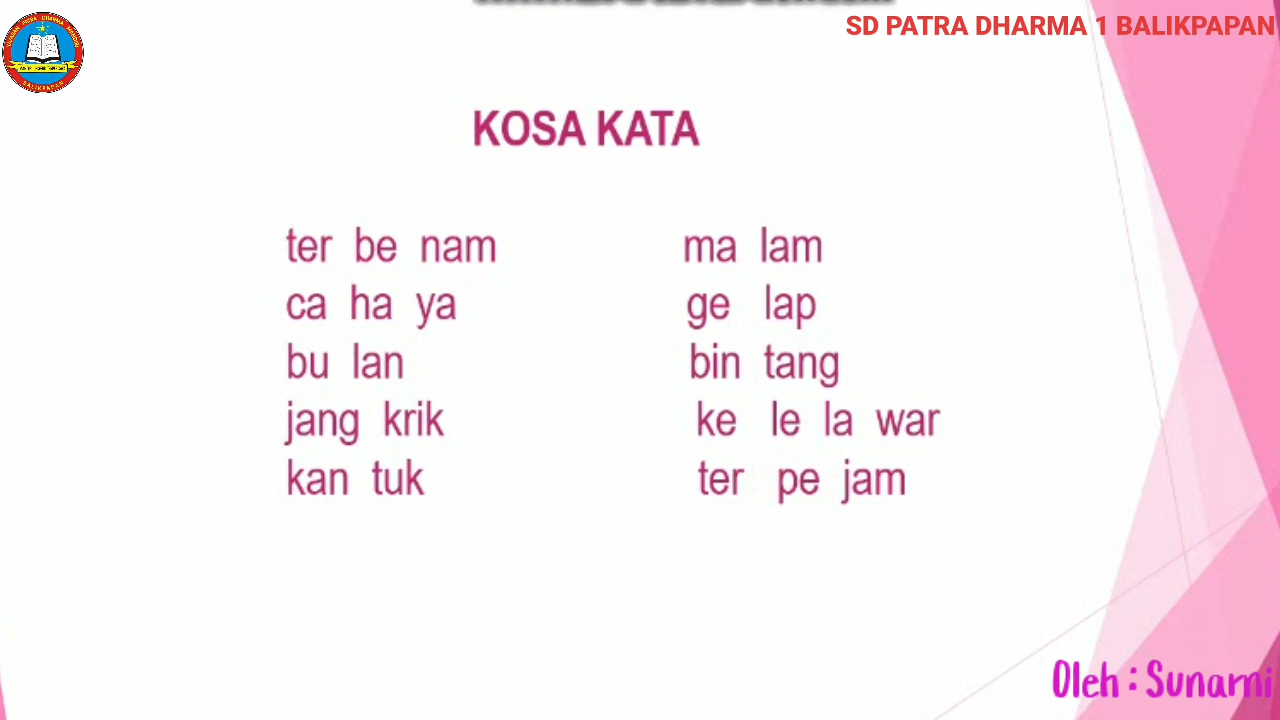 SD PATRA DHARMA 1 BALIKPAPAN
KOSA KATA
ter be nam ma lam
ca ha ya ge lap
bu lan bin tang
jang krik ke le la war
kan tuk ter pe jam
Oleh : Sunarni
BALIKPAPAN